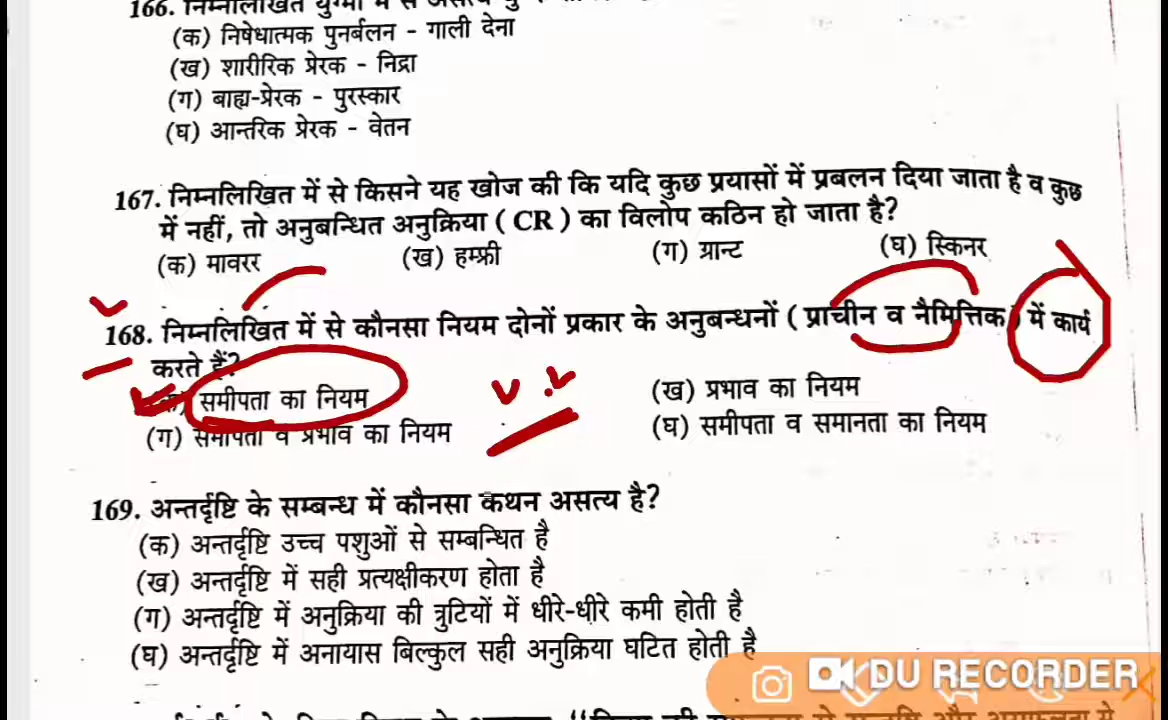 166. निम्नलिखित युग्मों में से असत्य
(क) निषेधात्मक पुनर्बलन - गाली देना
(ख) शारीरिक प्रेरक - निद्रा
(ग) बाह्य-प्रेरक - पुरस्कार
(घ) आन्तरिक प्रेरक - वेतन
167. निम्नलिखित में से किसने यह खोज की कि यदि कुछ प्रयासों में प्रबलन दिया जाता है व कुछ
में नहीं, तो अनुबन्धित अनुक्रिया ( CR ) का विलोप कठिन हो जाता है?
(क) मावरर (ख) हम्फ्री (ग) ग्रान्ट (घ) स्किनर
168. निम्नलिखित में से कौनसा नियम दोनों प्रकार के अनुबन्धनों ( प्राचीन व नैमित्तिक ) में कार्य
करते हैं?
(क) समीपता का नियम (ख) प्रभाव का नियम
(ग) समीपता व प्रभाव का नियम (घ) समीपता व समानता का नियम
169. अन्तर्दृष्टि के सम्बन्ध में कौनसा कथन असत्य है?
(क) अन्तर्दृष्टि उच्च पशुओं से सम्बन्धित है
(ख) अन्तर्दृष्टि में सही प्रत्यक्षीकरण होता है
(ग) अन्तर्दृष्टि में अनुक्रिया की त्रुटियों में धीरे-धीरे कमी होती है
(घ) अन्तर्दृष्टि में अनायास बिल्कुल सही अनुक्रिया घटित होती है
DU RECORDER